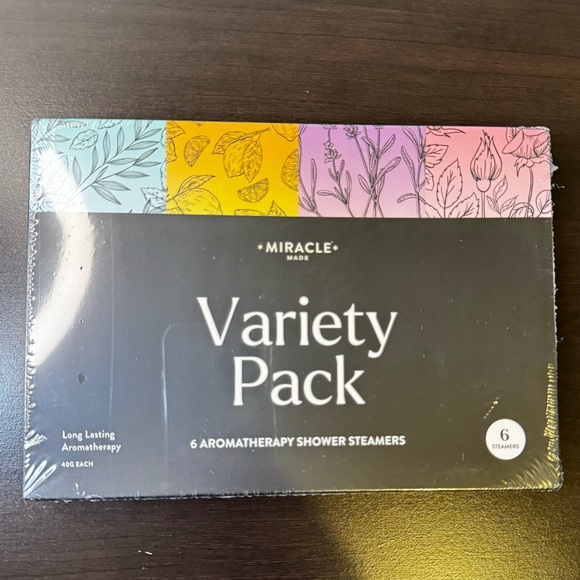 MIRACLE
MADE
Variety
Pack
6 AROMATHERAPY SHOWER STEAMERS
Long Lasting
Aromatherapy
40G EACH
6
STEAMERS